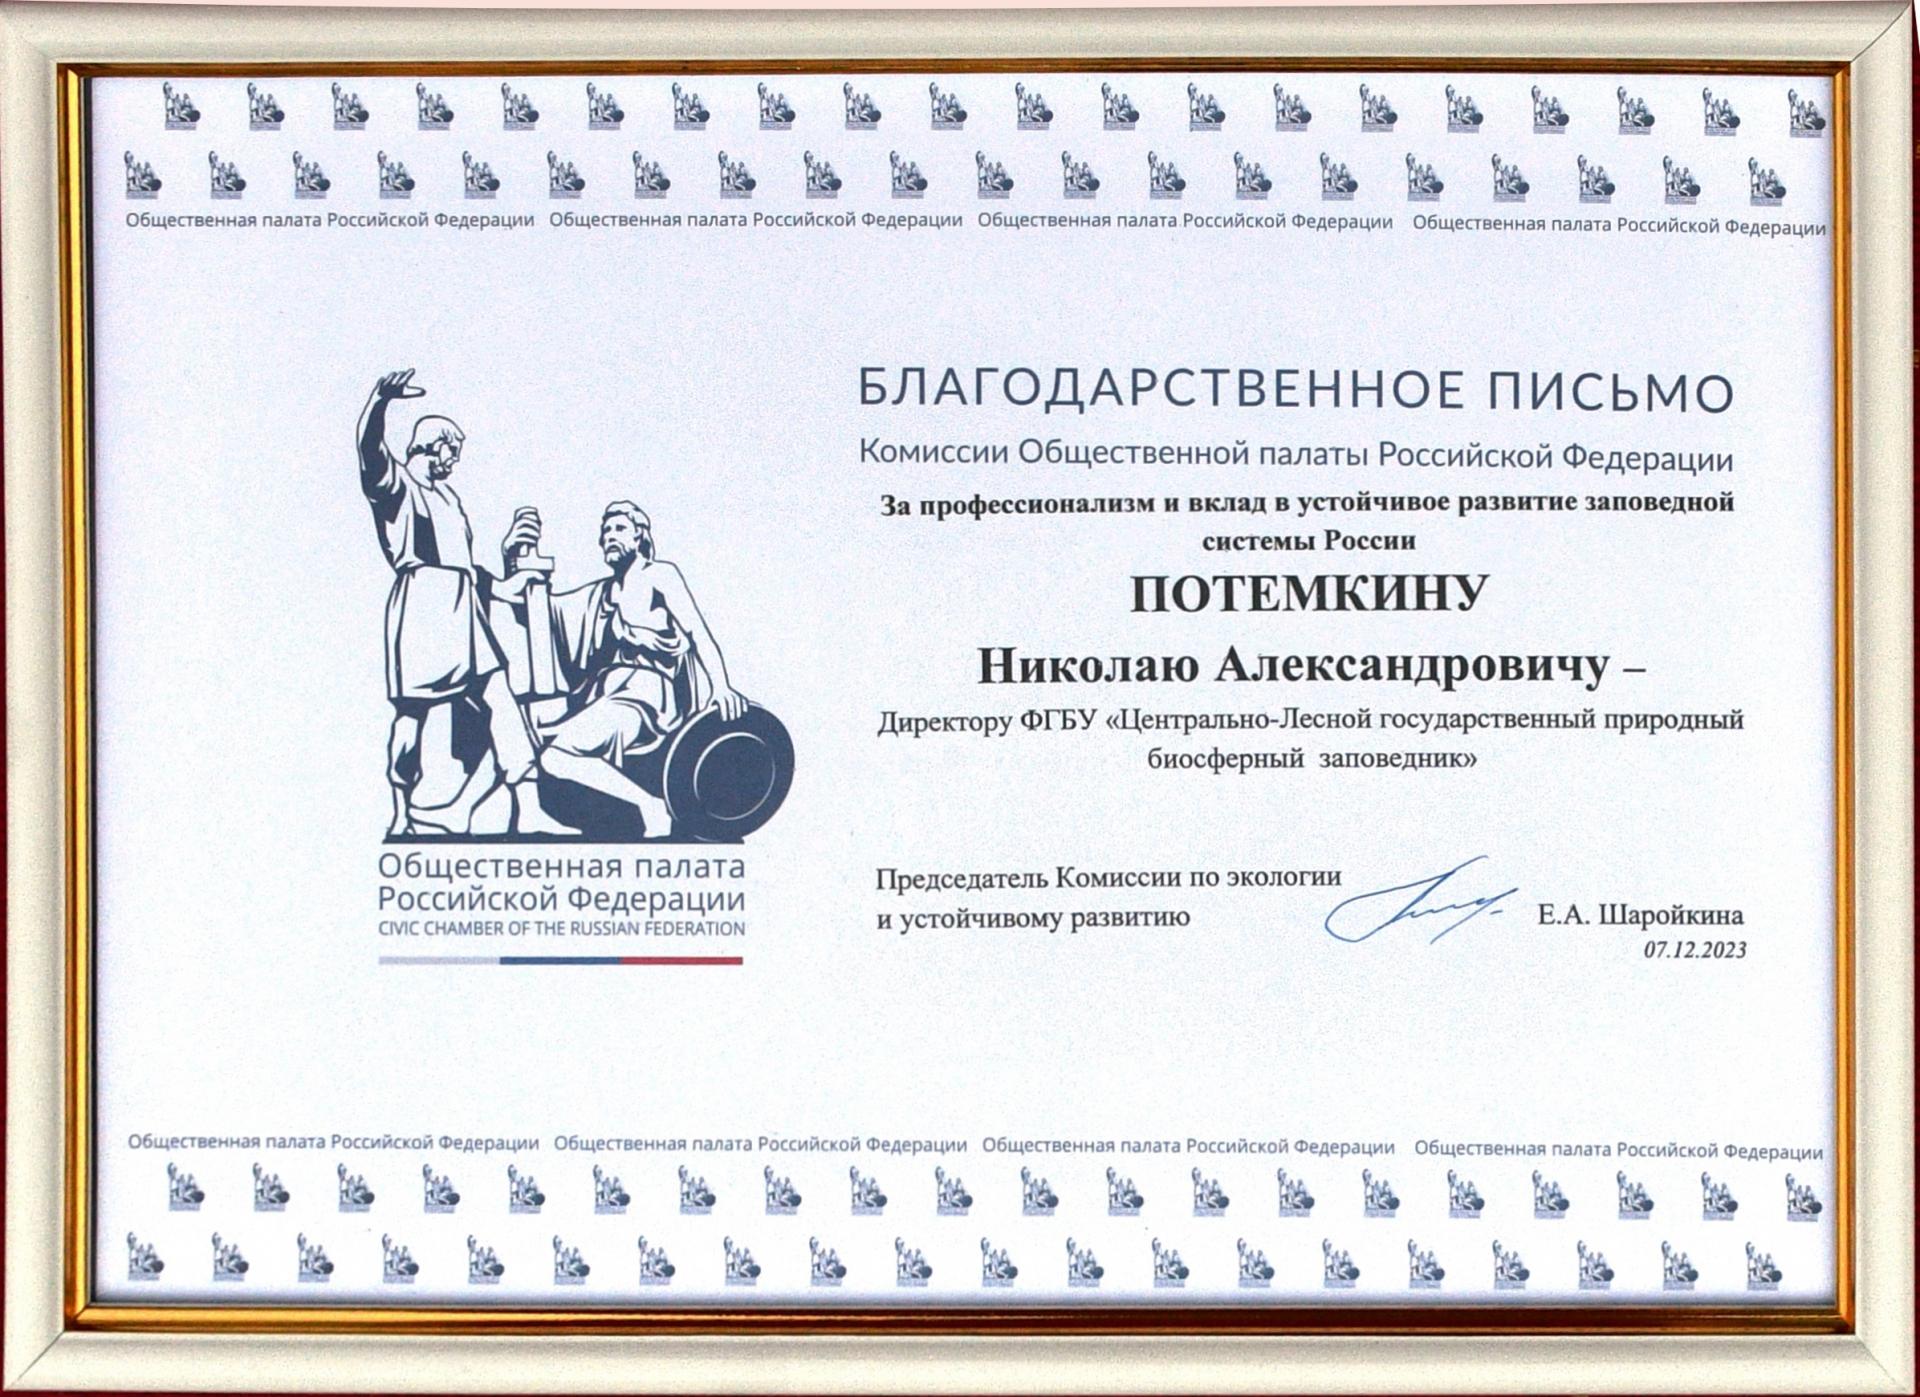 Общественная палата Российской Федерации Общественная палата Российской Федерации Общественная палата Российской Федерации Общественная палата Российской Федерации
БЛАГОДАРСТВЕННОЕ ПИСЬМО
Комиссии Общественной палаты Российской Федерации
За профессионализм и вклад в устойчивое развитие заповедной
системы России
ПОТЕМКИНУ
Николаю Александровичу –
Директору ФГБУ «Центрально-Лесной государственный природный
биосферный заповедник»
Председатель Комиссии по экологии
и устойчивому развитию
Е.А. Шаройкина
07.12.2023
Общественная палата
Российской Федерации
CIVIC CHAMBER OF THE RUSSIAN FEDERATION
Общественная палата Российской Федерации Общественная палата Российской Федерации Общественная палата Российской Федерации Общественная палата Российской Федерации